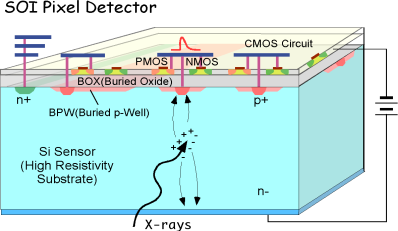 SOI Pixel Detector
CMOS Circuit
PMOS NMOS
BOX(Buried Oxide)
n+
p+
BPW(Buried p-Well)
Si Sensor
(High Resistivity
Substrate)
n-
X-rays